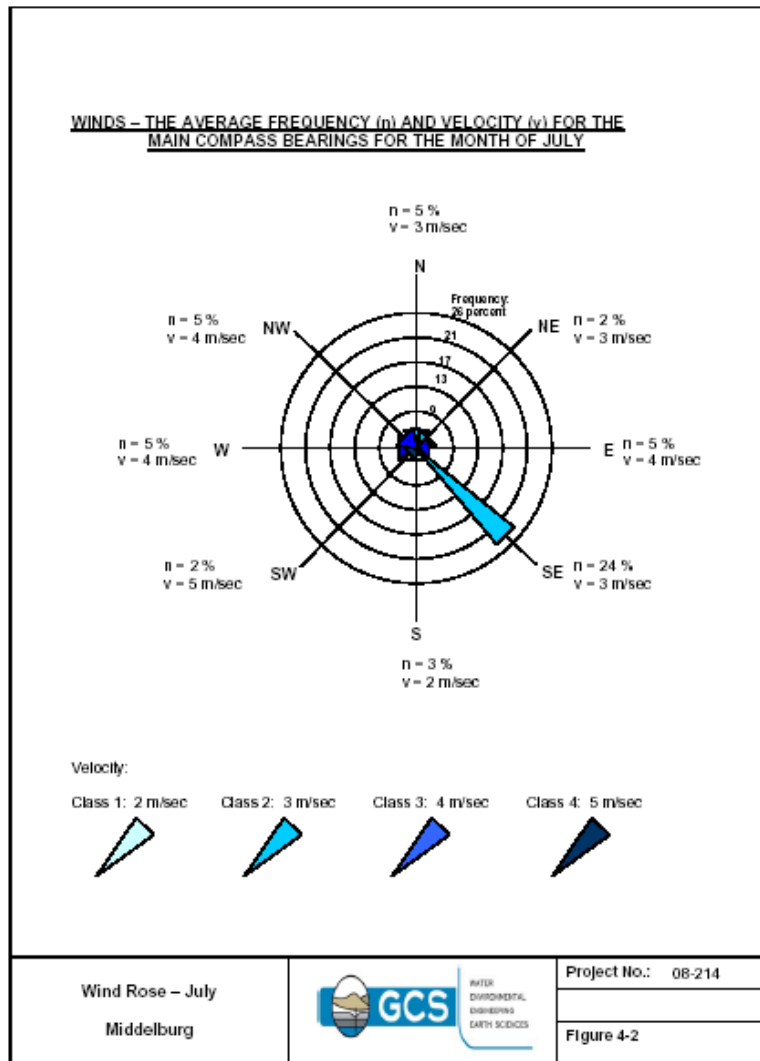 WINDS – THE AVERAGE FREQUENCY (n) AND VELOCITY (v) FOR THE
MAIN COMPASS BEARINGS FOR THE MONTH OF JULY
n = 5 %
v = 3 m/sec
N
Frequency:
26 percent
n = 5 %
v = 4 m/sec
NW
NE
n = 2 %
v = 3 m/sec
21
17
13
9
n = 5 %
v = 4 m/sec
W
E
n = 5 %
v = 4 m/sec
n = 2 %
v = 5 m/sec
SW
SE
n = 24 %
v = 3 m/sec
S
n = 3 %
v = 2 m/sec
Velocity:
Class 1: 2 m/sec
Class 2: 3 m/sec
Class 3: 4 m/sec
Class 4: 5 m/sec
Wind Rose – July
Middelburg
GCS
WATER
ENVIRONMENTAL
ENGINEERING
EARTH SCIENCES
Project No.: 08-214
Figure 4-2